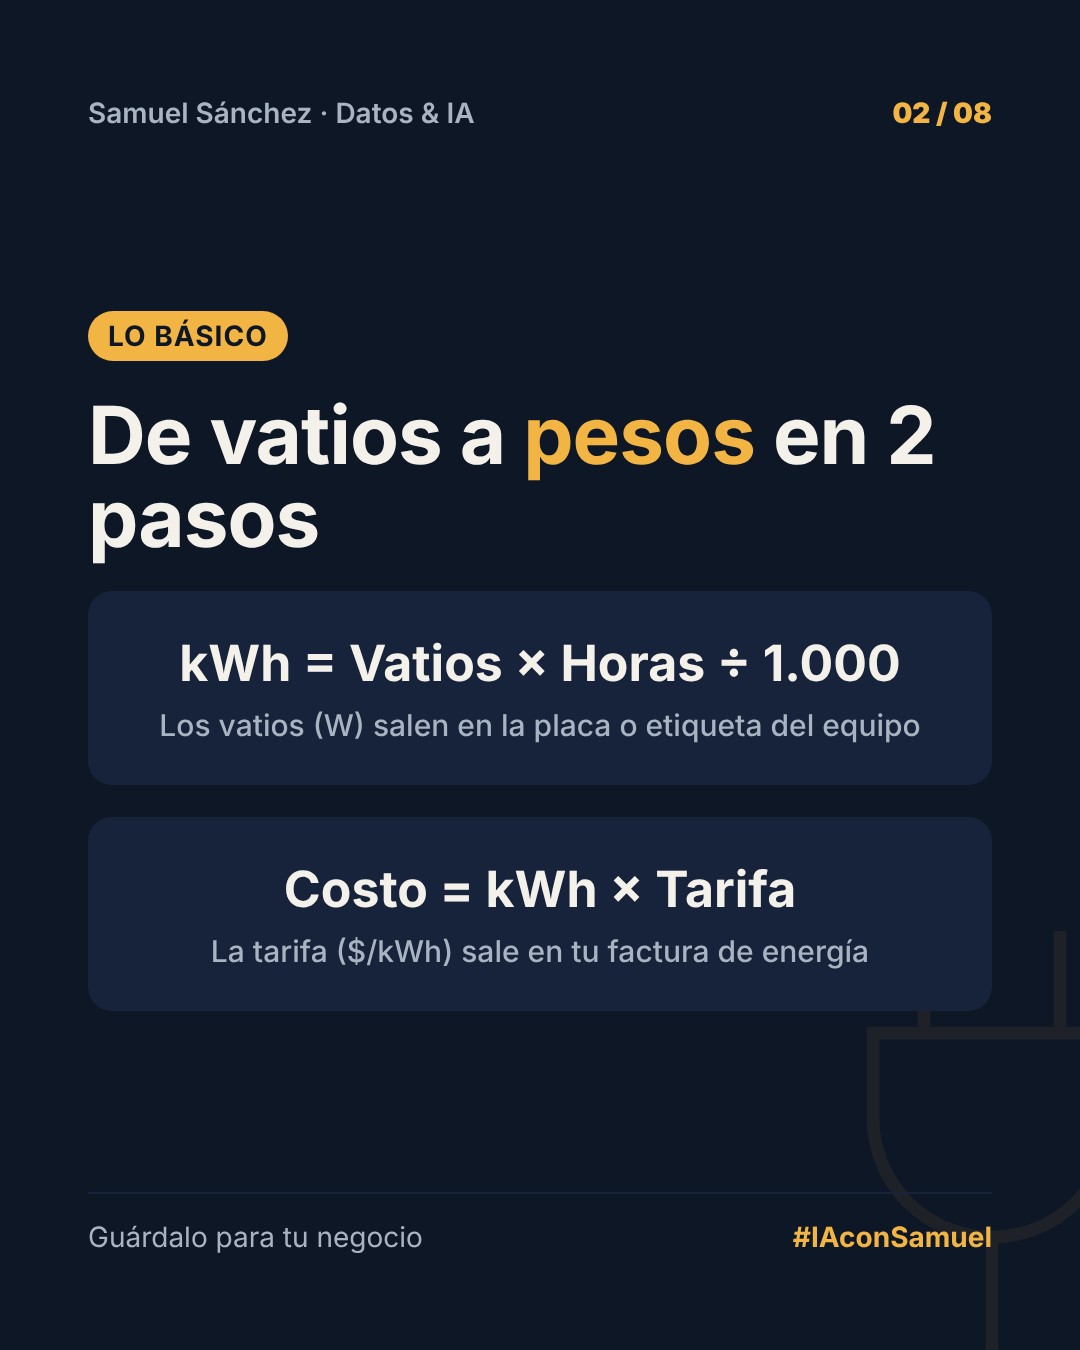 Samuel Sánchez · Datos & IA
02 / 08
LO BÁSICO
De vatios a pesos en 2
pasos
kWh = Vatios × Horas ÷ 1.000
Los vatios (W) salen en la placa o etiqueta del equipo
Costo = kWh × Tarifa
La tarifa ($/kWh) sale en tu factura de energía
Guárdalo para tu negocio
#IAconSamuel